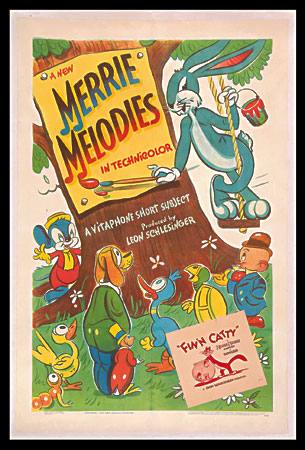 A NEW
MERRIE
MELODIES
IN TECHNICOLOR
A VITAPHONE SHORT SUBJECT
Produced by
LEON SCHLESINGER
"FIN'N CATTY"